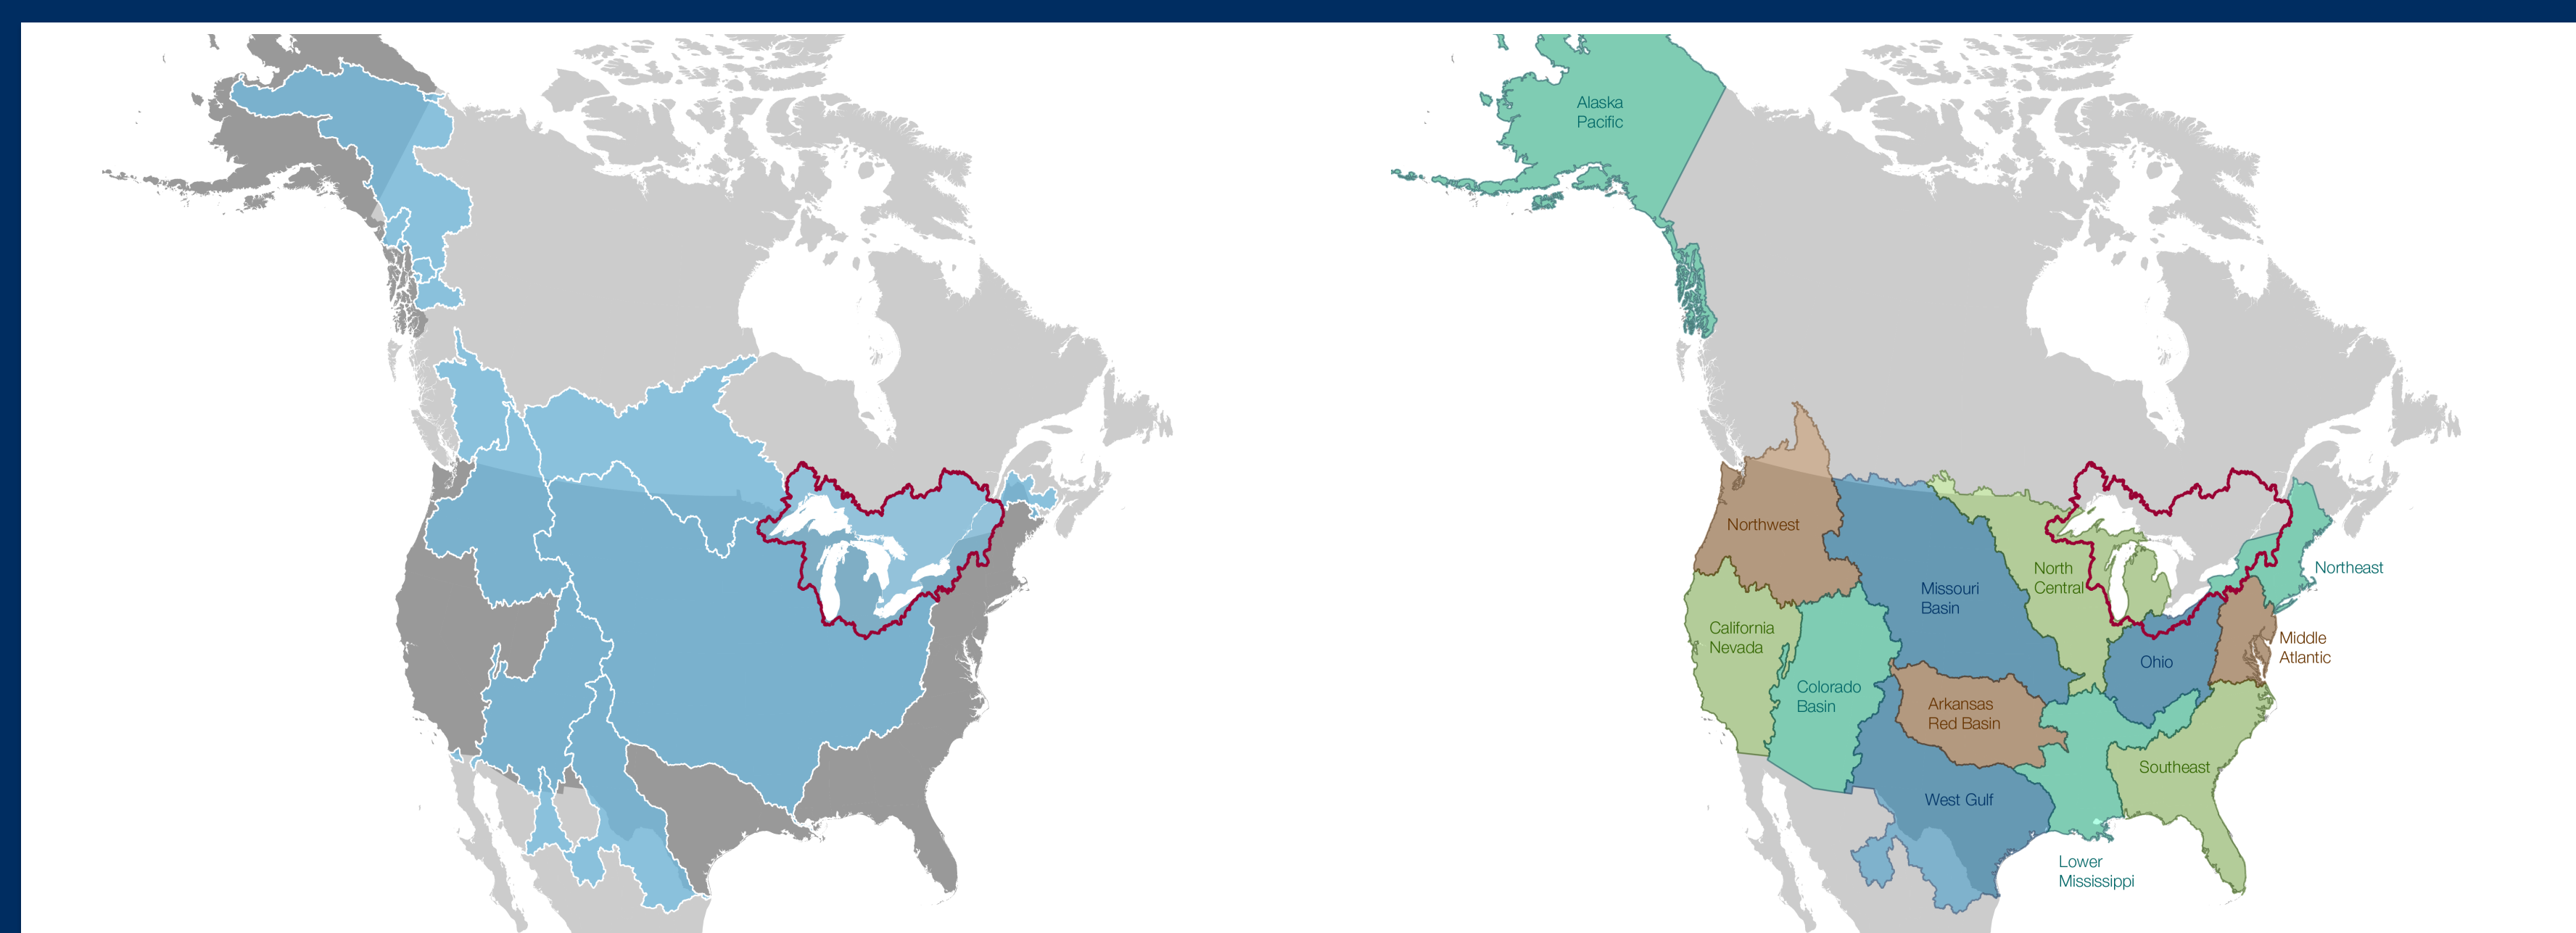 Alaska
Pacific
Northwest
Missouri
Basin
North
Central
Northeast
California
Nevada
Colorado
Basin
Arkansas
Red Basin
Ohio
Middle
Atlantic
West Gulf
Southeast
Lower
Mississippi